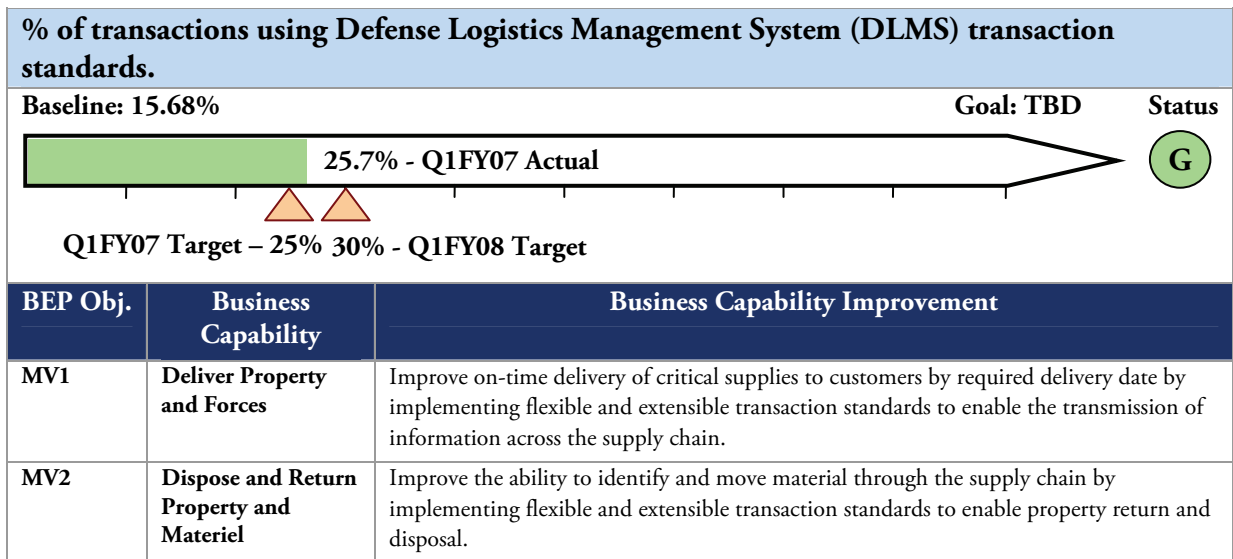 % of transactions using Defense Logistics Management System (DLMS) transaction
standards.
Baseline: 15.68%
Goal: TBD
Status
25.7% - Q1FY07 Actual
G
Q1FY07 Target – 25%
30% - Q1FY08 Target
BEP Obj.
Business
Capability
Business Capability Improvement
MV1
Deliver Property
and Forces
Improve on-time delivery of critical supplies to customers by required delivery date by
implementing flexible and extensible transaction standards to enable the transmission of
information across the supply chain.
MV2
Dispose and Return
Property and
Materiel
Improve the ability to identify and move material through the supply chain by
implementing flexible and extensible transaction standards to enable property return and
disposal.